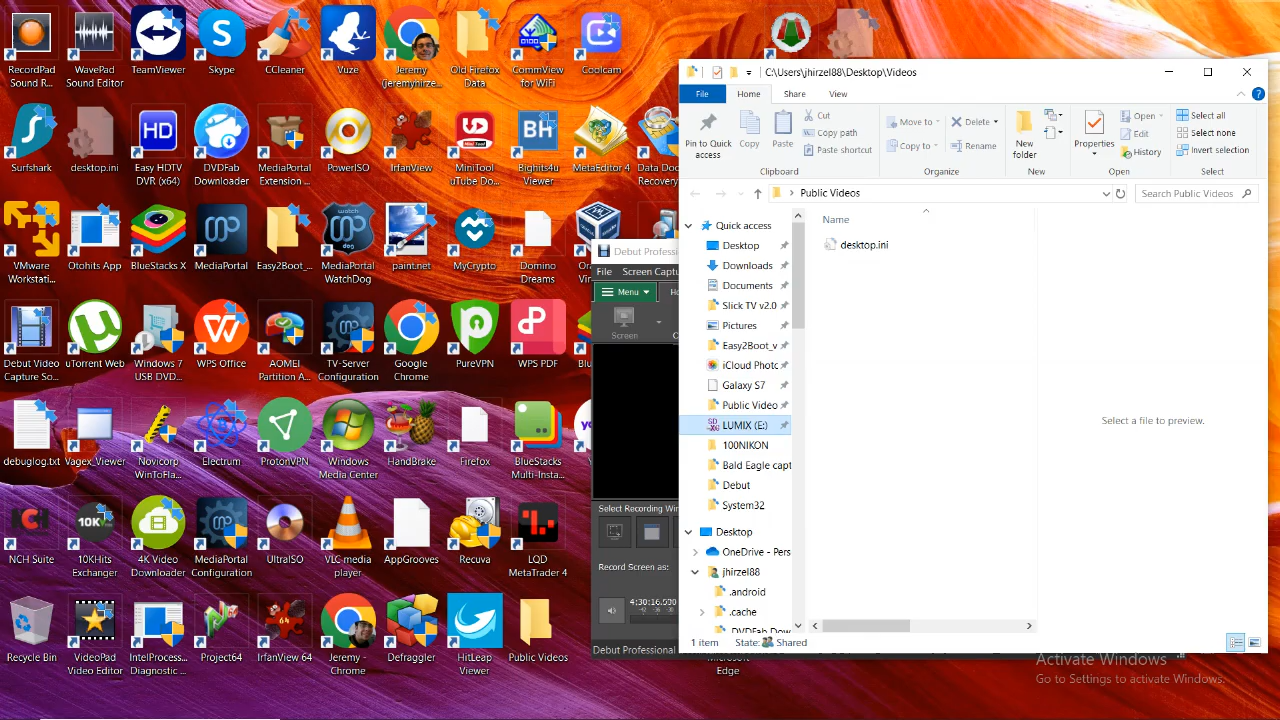 RecordPad
Sound R...
WavePad
Sound Editor
TeamViewer
Skype
CCleaner
Vuze
Jeremy
(jeremynirze...
Old Firefox
Data
CommView
for WiFi
Coolcam
Surfshark
desktop.ini
Easy HDTV
DVR (x64)
DVDFab
Downloader
MediaPortal
Extension ...
PowerISO
IrfanView
MiniTool
uTube Do...
Bighits4u
Viewer
MetaEditor 4
Data Doc
Recovery
VMware
Workstati...
Otohits App
BlueStacks X
MediaPortal
Easy2Boot_...
MediaPortal
WatchDog
paint.net
MyCrypto
Domino
Dreams
Debut Video
Capture So...
uTorrent Web
Windows 7
USB DVD...
WPS Office
AOMEI
Partition A...
TV-Server
Configuration
Google
Chrome
PureVPN
WPS PDF
debuglog.txt
Vagex_Viewer
Novicorp
WinToFla...
Electrum
ProtonVPN
Windows
Media Center
HandBrake
Firefox
BlueStacks
Multi-Insta...
NCH Suite
10KHits
Exchanger
4K Video
Downloader
MediaPortal
Configuration
UltraISO
VLC media
player
AppGrooves
Recuva
LQD
MetaTrader 4
Recycle Bin
VideoPad
Video Editor
IntelProcess...
Diagnostic ...
Project64
IrfanView 64
Jeremy -
Chrome
Defraggler
HitLeap
Viewer
Public Videos
Microsoft
Edge
Debut Professi
File Screen Captu
Menu
Screen
Select Recording Win
Record Screen as:
4:30:16.500
Debut Professional
C:\Users\jhirzel88\Desktop\Videos
File Home Share View
Pin to Quick
access
Copy
Paste
Cut
Copy path
Paste shortcut
Move to
Copy to
Delete
Rename
New
folder
Properties
Open
Edit
History
Select all
Select none
Invert selection
Clipboard Organize New Open Select
Public Videos
Search Public Videos
Name
desktop.ini
Quick access
Desktop
Downloads
Documents
Slick TV v2.0
Pictures
Easy2Boot_v
iCloud Photc
Galaxy S7
Public Video
LUMIX (E:)
100NIKON
Bald Eagle capt
Debut
System32
Desktop
OneDrive - Pers
jhirzel88
.android
.cache
DVDFab Dow
Select a file to preview.
1 item State: Shared
Activate Windows
Go to Settings to activate Windows.